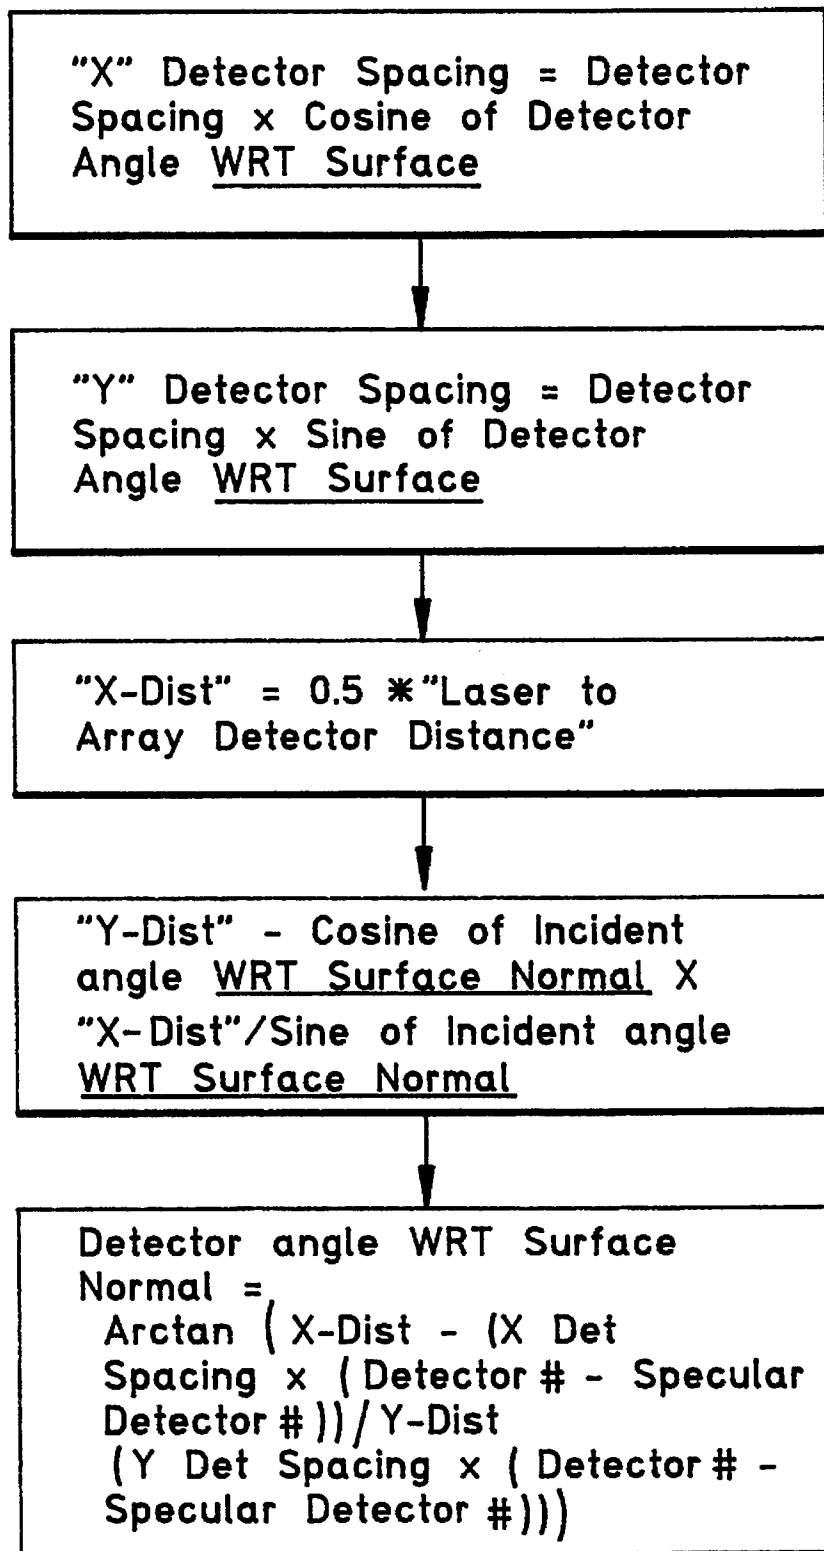 "X" Detector Spacing = Detector
Spacing x Cosine of Detector
Angle WRT Surface
"Y" Detector Spacing = Detector
Spacing x Sine of Detector
Angle WRT Surface
"X-Dist" = 0.5 *"Laser to
Array Detector Distance"
"Y-Dist" - Cosine of Incident
angle WRT Surface Normal X
"X-Dist"/Sine of Incident angle
WRT Surface Normal
Detector angle WRT Surface
Normal =
Arctan (X-Dist - (X Det
Spacing x (Detector # - Specular
Detector #))/Y-Dist
(Y Det Spacing x (Detector # -
Specular Detector #)))